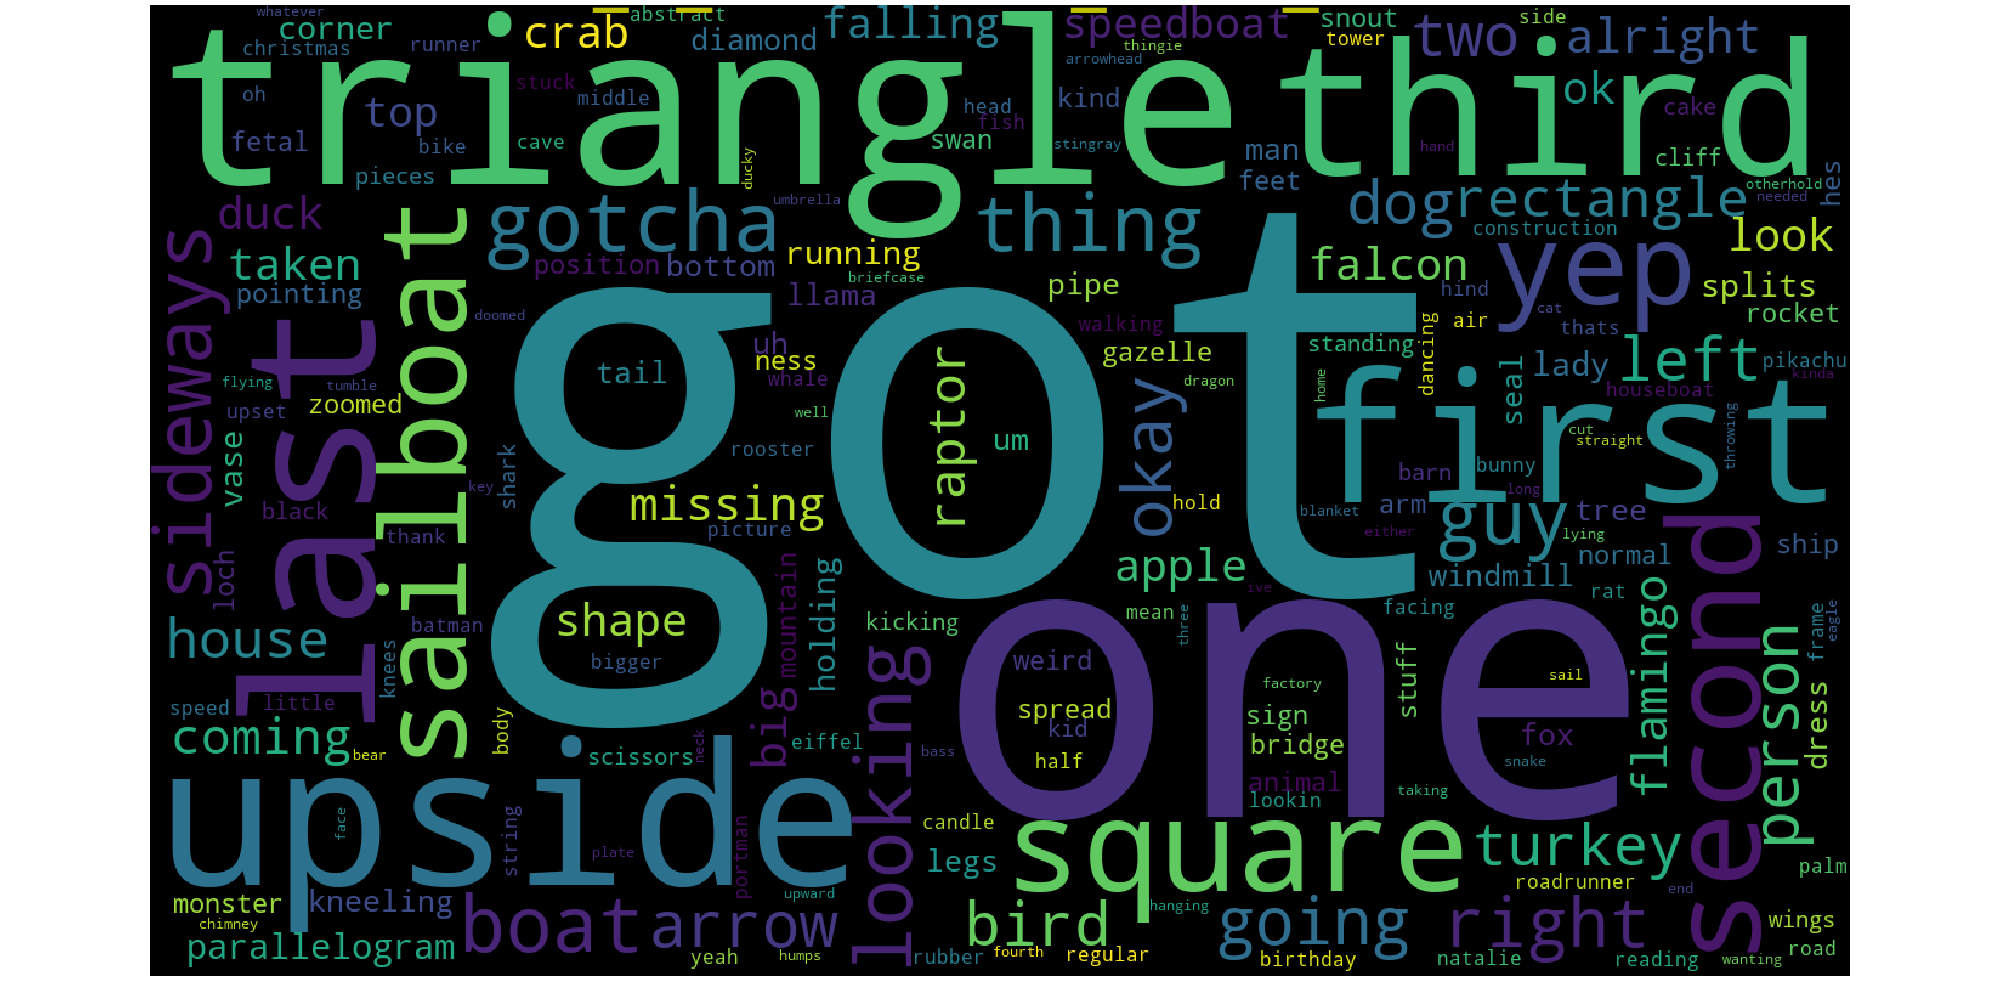 whatever
abstract
corner
crab
falling
speedboat
snout
side
two
alright
christmas
runner
diamond
thingie
tower
arrowhead
triangle
third
stuck
oh
middle
top
head
kind
ok
cake
fish
fetal
bike
cave
swan
stingray
man
hand
cliff
pieces
ducky
feet
otherhold
hes
duck
umbrella
needed
gotcha
thing
dog
rectangle
construction
look
sideways
sailboat
taken
position
bottom
running
briefcase
pipe
falcon
yep
pointing
llama
hind
splits
cat
last
doomed
got
uh
walking
air
thats
rocket
ness
tail
raptor
gazelle
standing
dancing
lady
left
pikachu
flying
tumble
whale
dragon
home
first
seal
houseboat
kinda
zoomed
upset
well
okay
vase
rooster
um
cut
straight
throwing
shark
barn
bunny
black
key
missing
hold
arm
long
tree
picture
blanket
guy
second
thank
either
lying
loch
mountain
holding
apple
windmill
normal
ship
ive
rat
house
batman
shape
kicking
one
mean
three
facing
flamingo
person
frame
eagle
knees
bigger
looking
weird
stuff
sail
factory
little
big
speed
body
spread
kid
sign
dress
coming
bear
scissors
neck
eiffel
bass
half
bridge
fox
snake
animal
upside
lookin
taking
face
string
candle
square
plate
portman
legs
turkey
palm
upward
roadrunner
end
monster
kneeling
boat
arrow
hanging
bird
going
right
wings
chimney
parallelogram
yeah
humps
rubber
fourth
regular
birthday
natalie
reading
wanting
road